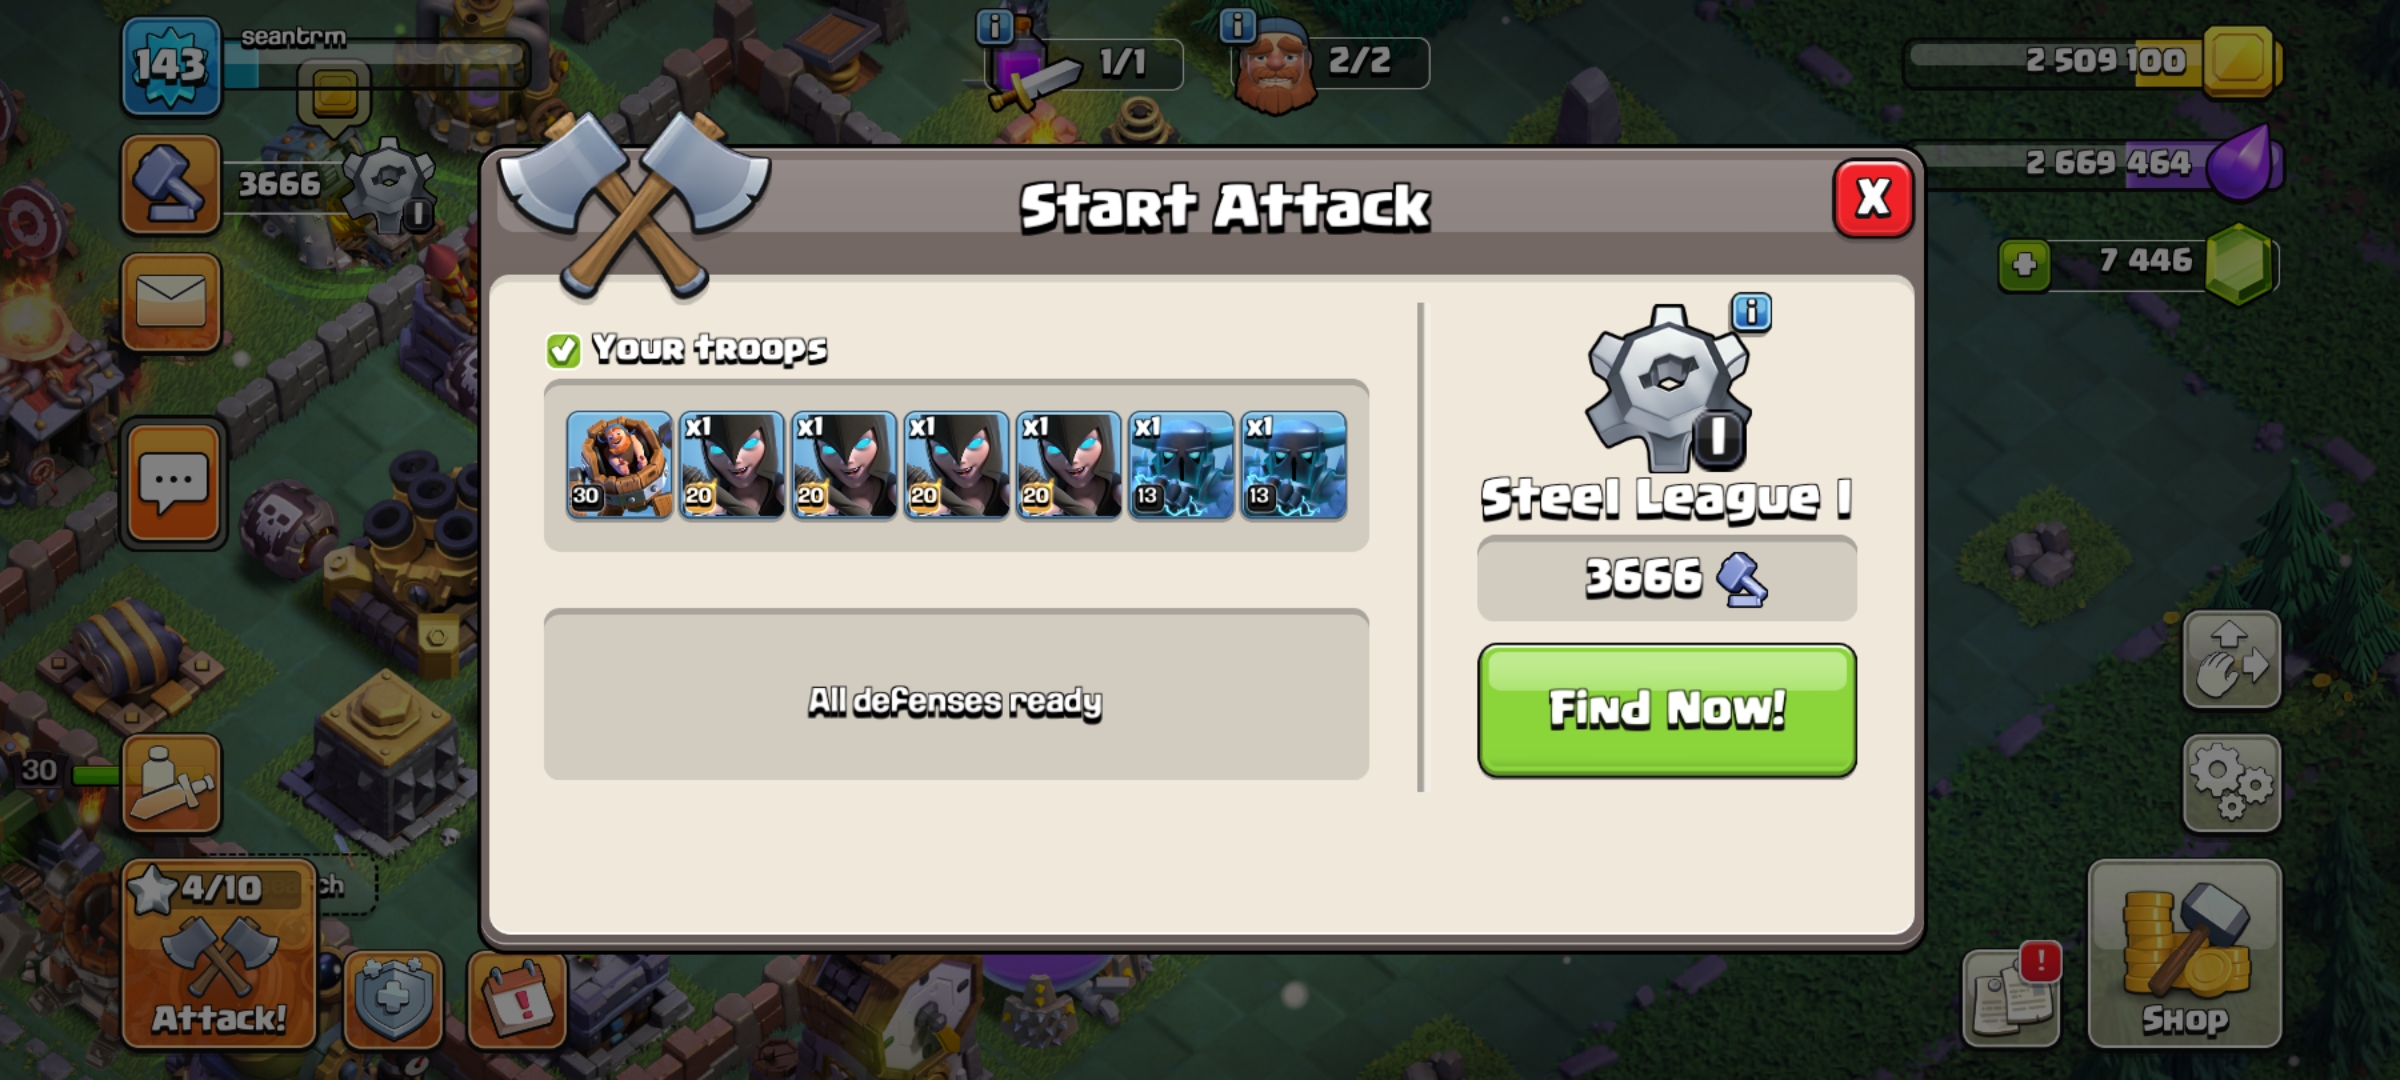 143
seantrm
1/1
2/2
2 509 100
3666
I
2 669 464
7 446
Start Attack
X
Your troops
x1
x1
x1
x1
x1
x1
30
20
20
20
20
13
13
I
Steel League I
3666
Find Now!
All defenses ready
30
4/10
Attack!
Shop